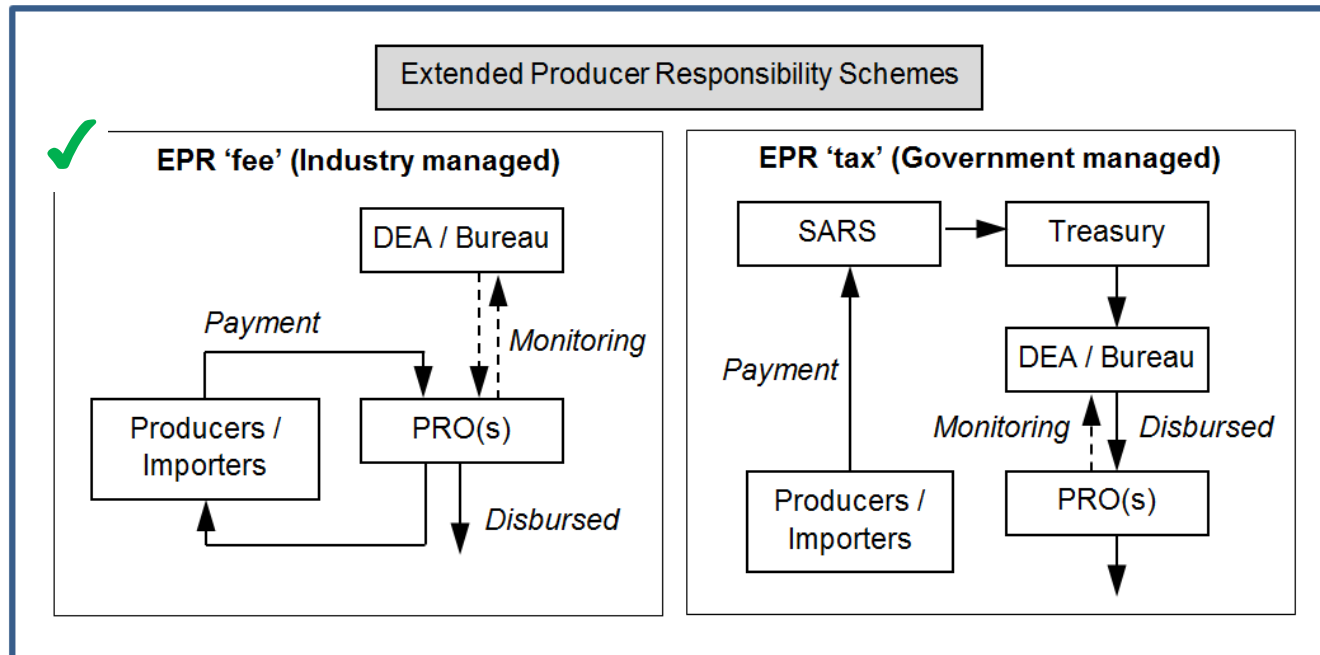 Extended Producer Responsibility Schemes
EPR ‘fee’ (Industry managed)
DEA / Bureau
Payment
Monitoring
Producers /
Importers
PRO(s)
Disbursed
EPR ‘tax’ (Government managed)
SARS
Treasury
DEA / Bureau
Payment
Monitoring
Disbursed
Producers /
Importers
PRO(s)